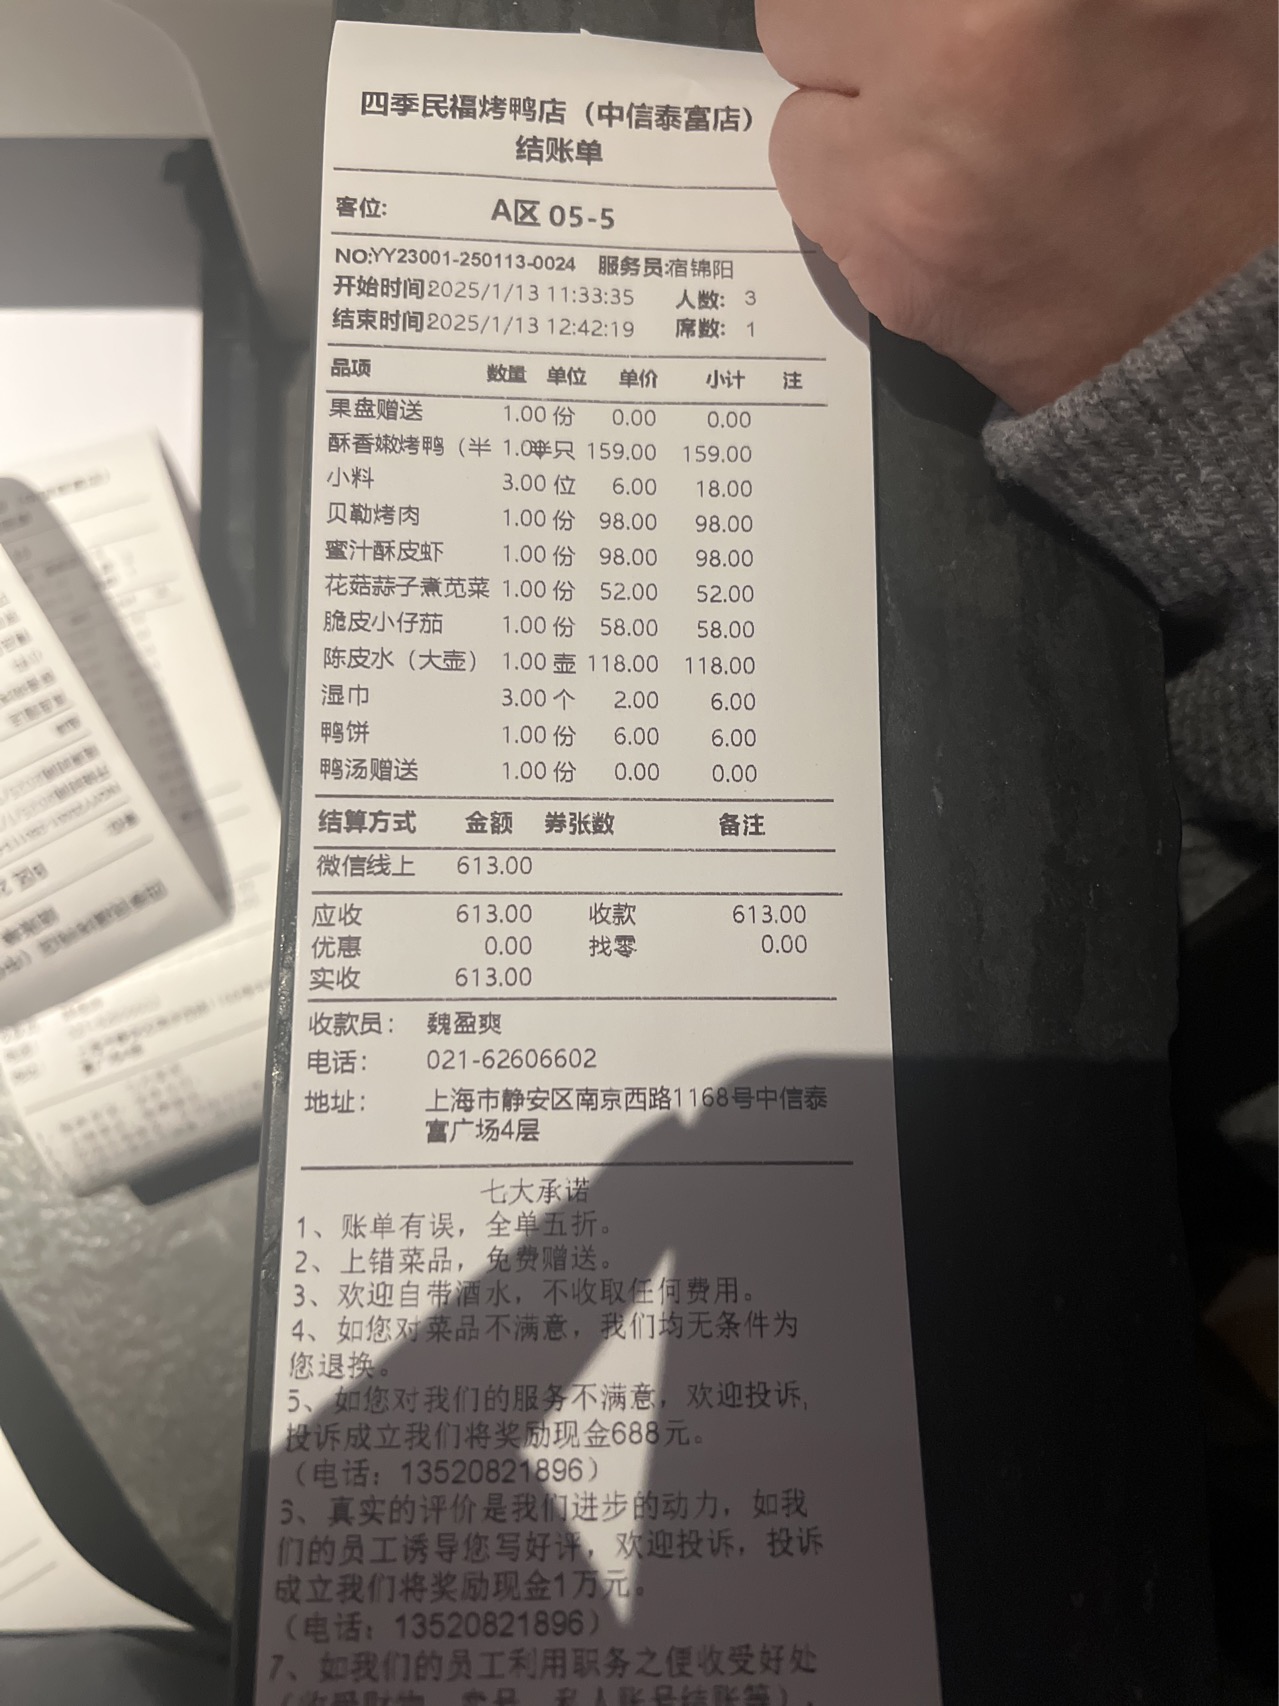 四季民福烤鸭店（中信泰富店）
结账单
客位: A区 05-5
NO:YY23001-250113-0024 服务员:宿锦阳
开始时间2025/1/13 11:33:35 人数: 3
结束时间2025/1/13 12:42:19 席数: 1
品项 数量 单位 单价 小计 注
果盘赠送 1.00 份 0.00 0.00
酥香嫩烤鸭（半 1.0半只 159.00 159.00
小料 3.00 位 6.00 18.00
贝勒烤肉 1.00 份 98.00 98.00
蜜汁酥皮虾 1.00 份 98.00 98.00
花菇蒜子煮苋菜 1.00 份 52.00 52.00
脆皮小仔茄 1.00 份 58.00 58.00
陈皮水（大壶） 1.00 壶 118.00 118.00
湿巾 3.00 个 2.00 6.00
鸭饼 1.00 份 6.00 6.00
鸭汤赠送 1.00 份 0.00 0.00
结算方式 金额 券张数 备注
微信线上 613.00
应收 613.00 收款 613.00
优惠 0.00 找零 0.00
实收 613.00
收款员: 魏盈爽
电话: 021-62606602
地址: 上海市静安区南京西路1168号中信泰
富广场4层
七大承诺
1、账单有误，全单五折。
2、上错菜品，免费赠送。
3、欢迎自带酒水，不收取任何费用。
4、如您对菜品不满意，我们均无条件为
您退换。
5、如您对我们的服务不满意，欢迎投诉,
投诉成立我们将奖励现金688元。
（电话: 13520821896）
6、真实的评价是我们进步的动力，如我
们的员工诱导您写好评，欢迎投诉，投诉
成立我们将奖励现金1万元。
（电话: 13520821896）
7、如我们的员工利用职务之便收受好处